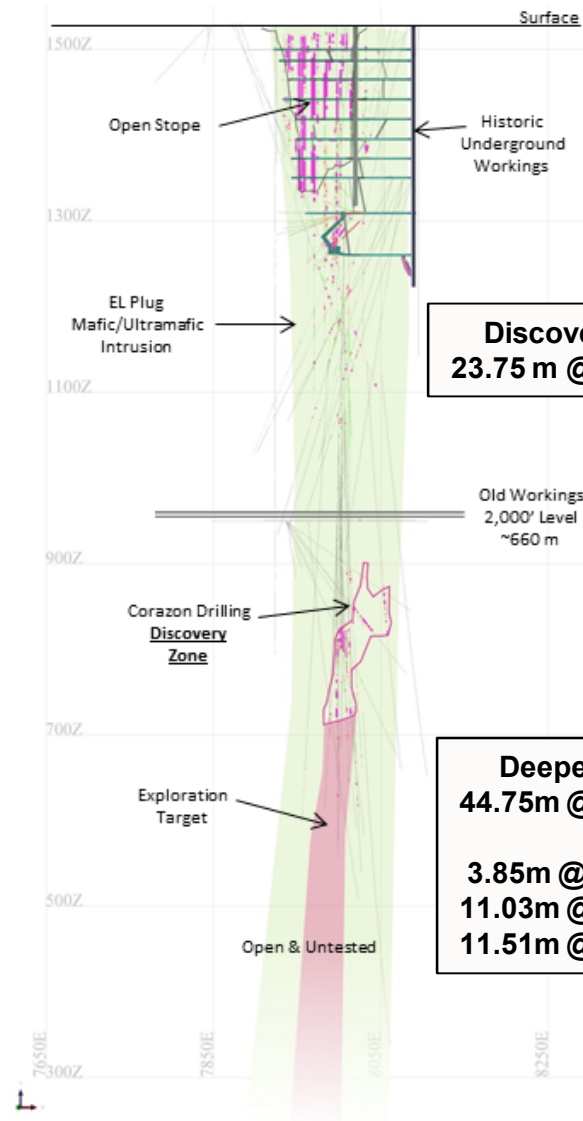 Surface
1500Z
Open Stope
Historic
Underground
Workings
1300Z
EL Plug
Mafic/Ultramafic
Intrusion
Discove
23.75 m @
1100Z
Old Workings
2,000' Level
~660 m
900Z
Corazon Drilling
Discovery
Zone
700Z
Deepe
44.75m @
Exploration
Target
3.85m @
11.03m @
11.51m @
500Z
Open & Untested
7650E
7850E
8050E
8250E
300Z